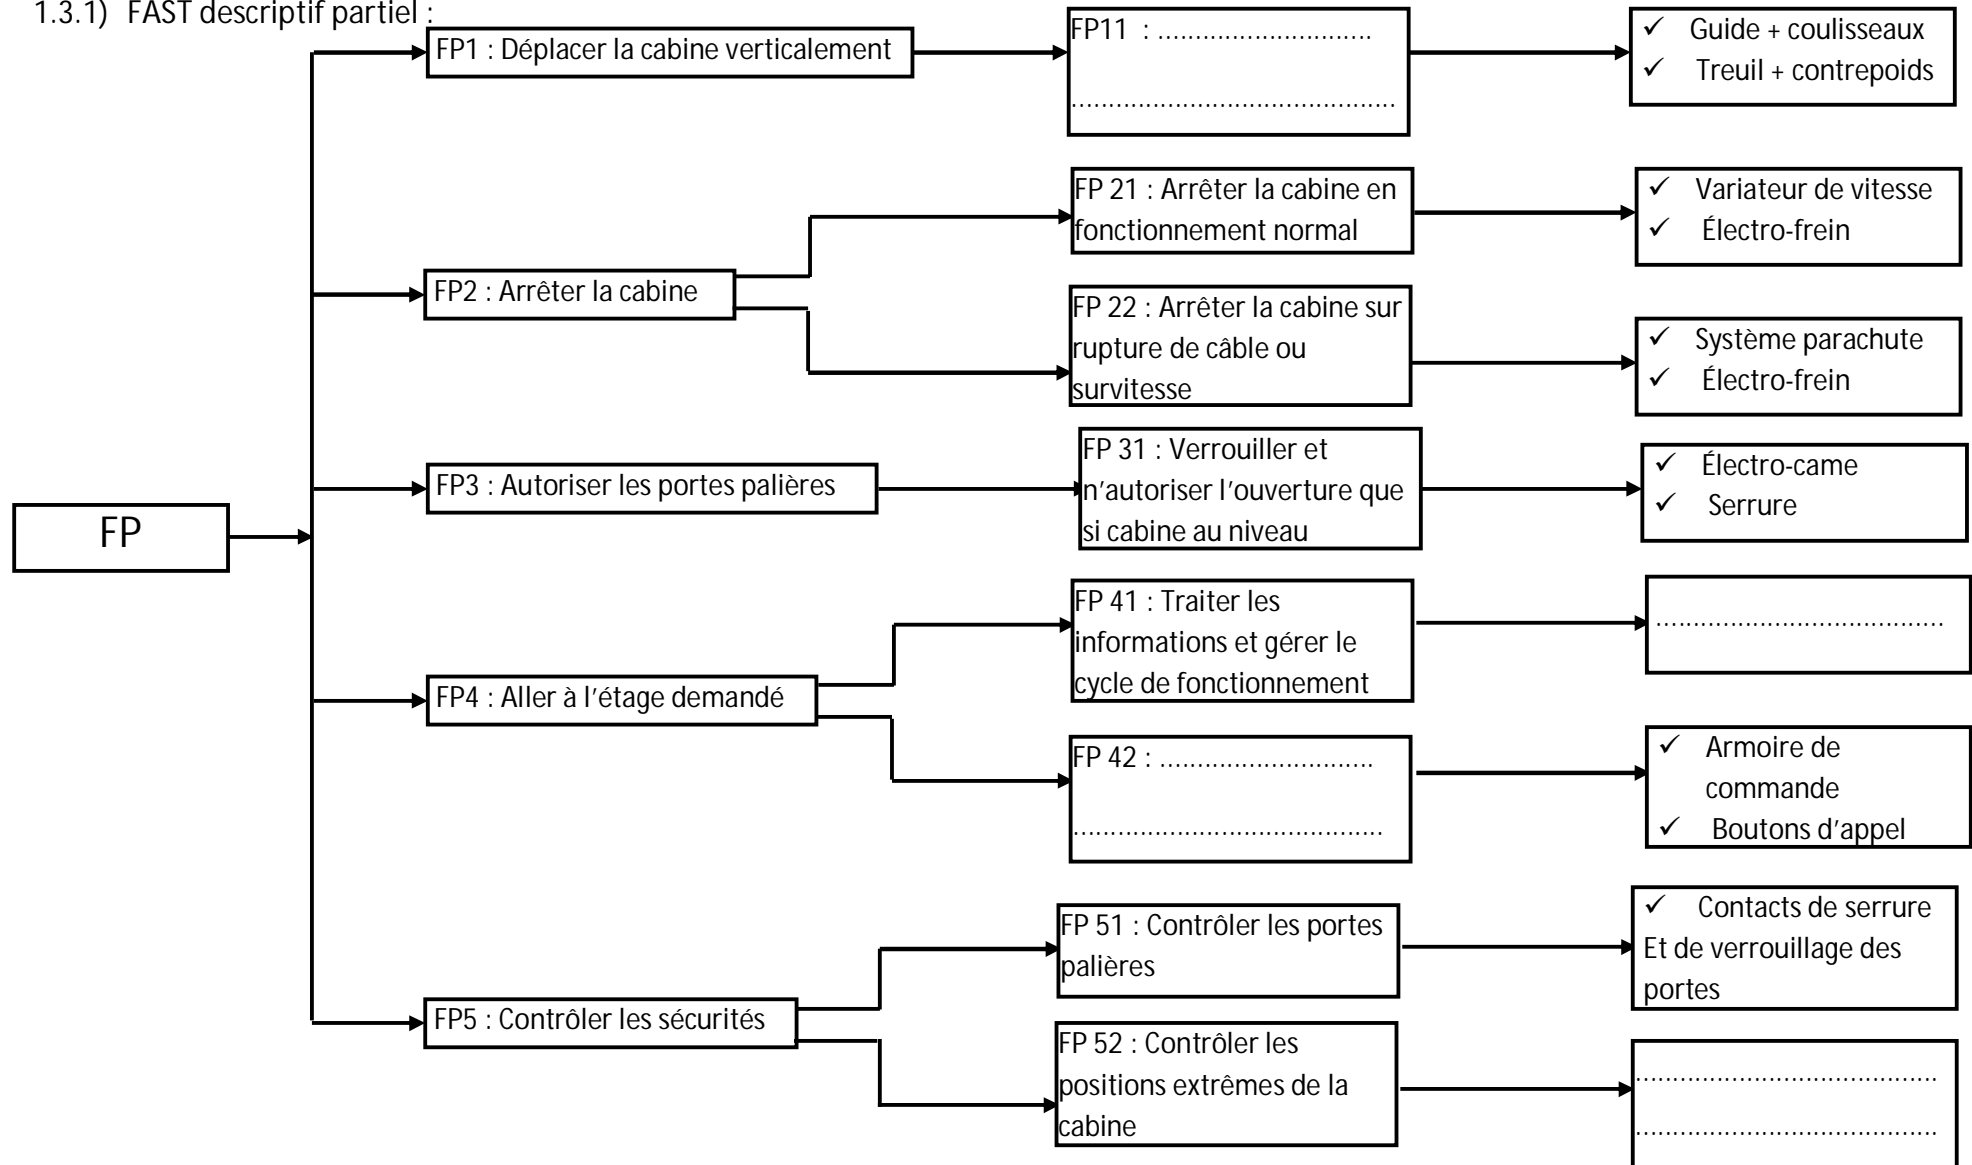 1.3.1) FAST descriptif partiel :
FP1 : Déplacer la cabine verticalement
FP11 : ............................
...........................................
✓ Guide + coulisseaux
✓ Treuil + contrepoids
FP 21 : Arrêter la cabine en
fonctionnement normal
✓ Variateur de vitesse
✓ Électro-frein
FP2 : Arrêter la cabine
FP 22 : Arrêter la cabine sur
rupture de câble ou
survitesse
✓ Système parachute
✓ Électro-frein
FP3 : Autoriser les portes palières
FP 31 : Verrouiller et
n’autoriser l’ouverture que
si cabine au niveau
✓ Électro-came
✓ Serrure
FP
FP 41 : Traiter les
informations et gérer le
cycle de fonctionnement
......................................
FP4 : Aller à l’étage demandé
FP 42 : ............................
.........................................
✓ Armoire de
commande
✓ Boutons d’appel
FP 51 : Contrôler les portes
palières
✓ Contacts de serrure
Et de verrouillage des
portes
FP5 : Contrôler les sécurités
FP 52 : Contrôler les
positions extrêmes de la
cabine
........................................
........................................